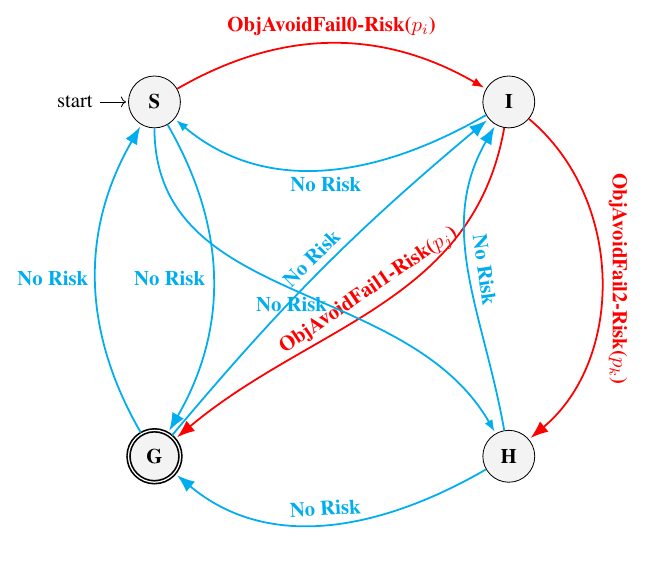 ObjAvoidFail0-Risk(p_i)
start
S
I
No Risk
ObjAvoidFail2-Risk(p_k)
No Risk
No Risk
No Risk
No Risk
ObjAvoidFail1-Risk(p_j)
No Risk
G
H
No Risk